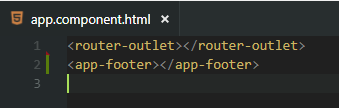 app.component.html ×
1 <router-outlet></router-outlet>
2 <app-footer></app-footer>
3